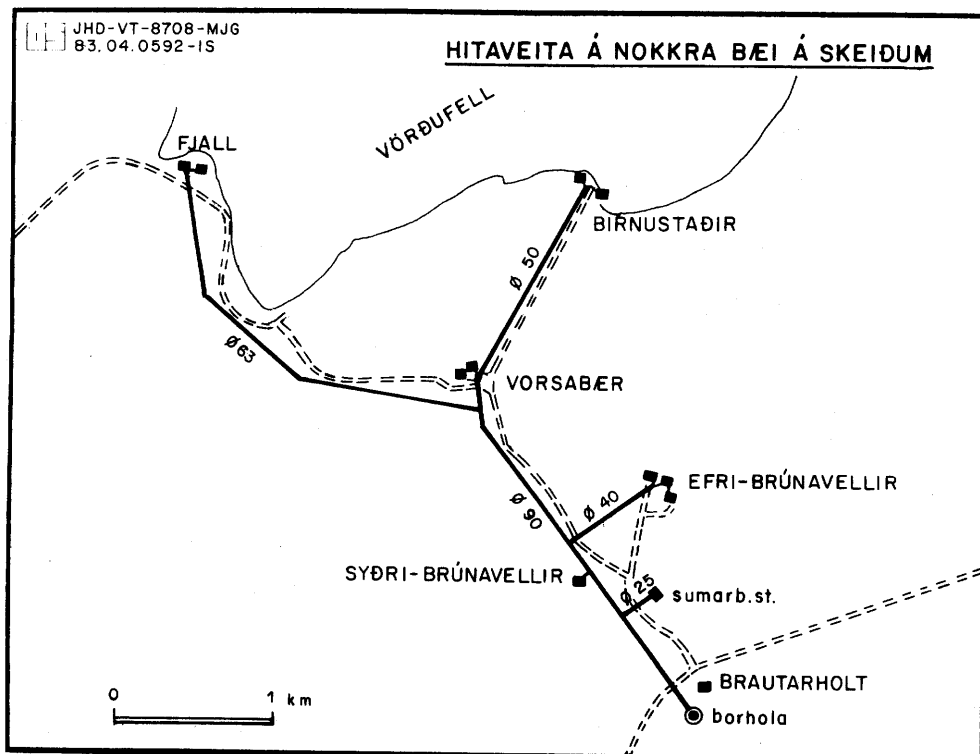 JHD-VT-8708-MJG
83.04.0592-IS
HITAVEITA Á NOKKRA BÆI Á SKEIÐUM
VÖRÐUFELL
FJALL
BIRNUSTAÐIR
Ø 50
Ø63
VORSABÆR
EFRI-BRÚNAVELLIR
Ø 40
Ø 90
SYÐRI-BRÚNAVELLIR
Ø 25
sumarb.st.
BRAUTARHOLT
0 1 km
borhola